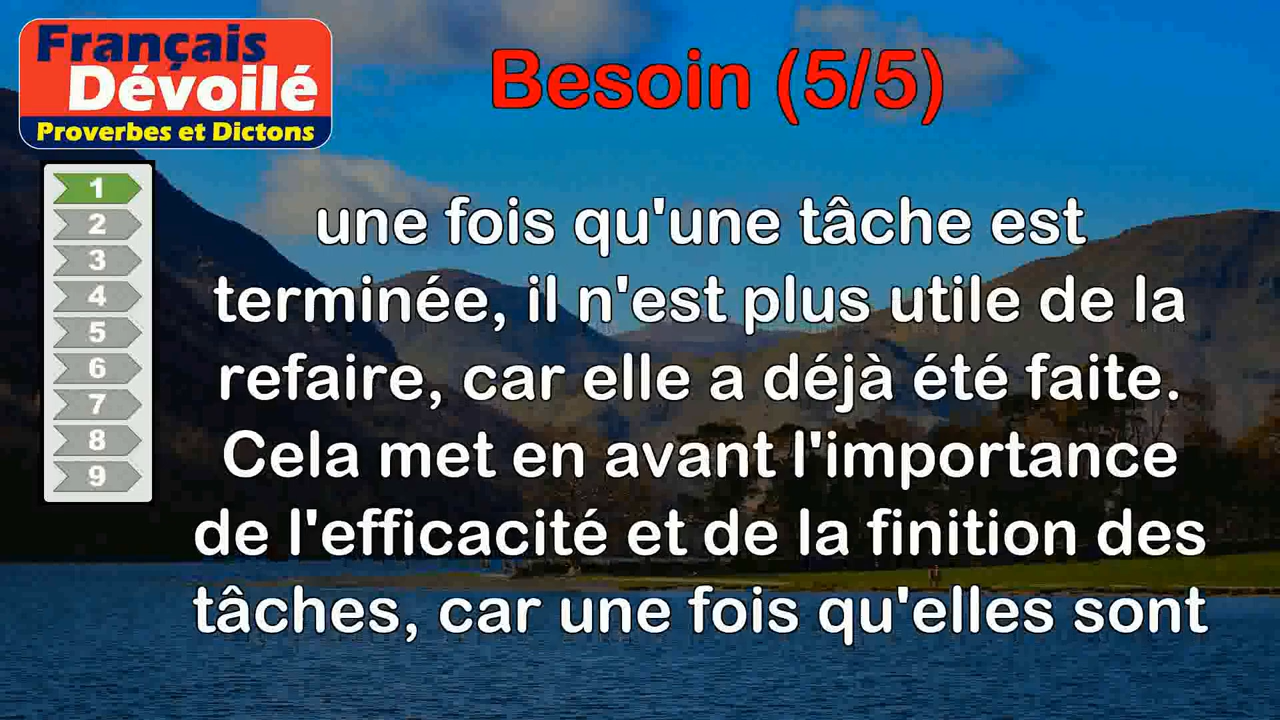 Français
Dévoilé
Proverbes et Dictons
Besoin (5/5)
1
2
3
4
5
6
7
8
9
une fois qu'une tâche est
terminée, il n'est plus utile de la
refaire, car elle a déjà été faite.
Cela met en avant l'importance
de l'efficacité et de la finition des
tâches, car une fois qu'elles sont